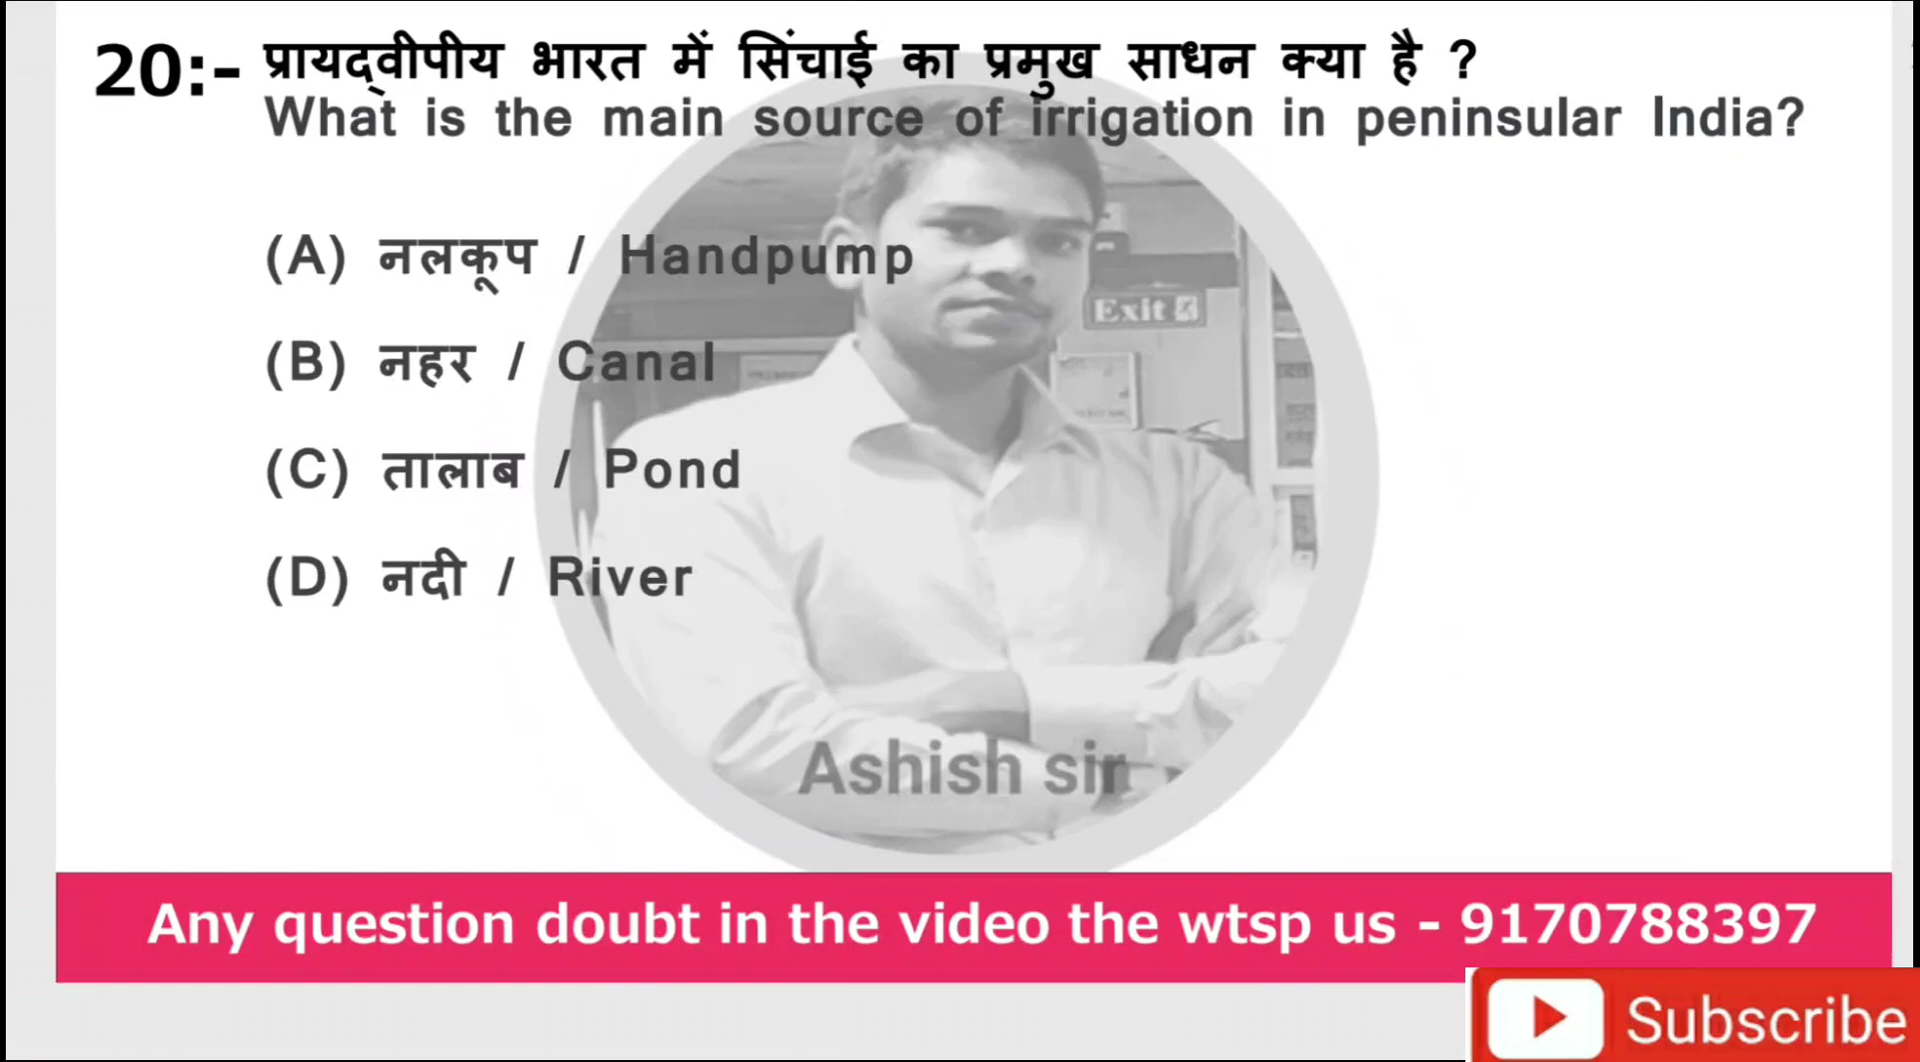 20:- प्रायद्वीपीय भारत में सिंचाई का प्रमुख साधन क्या है ?
What is the main source of irrigation in peninsular India?
(A) नलकूप / Handpump
Exit
(B) नहर / Canal
(C) तालाब / Pond
(D) नदी / River
Ashish sir
Any question doubt in the video the wtsp us - 9170788397
Subscribe